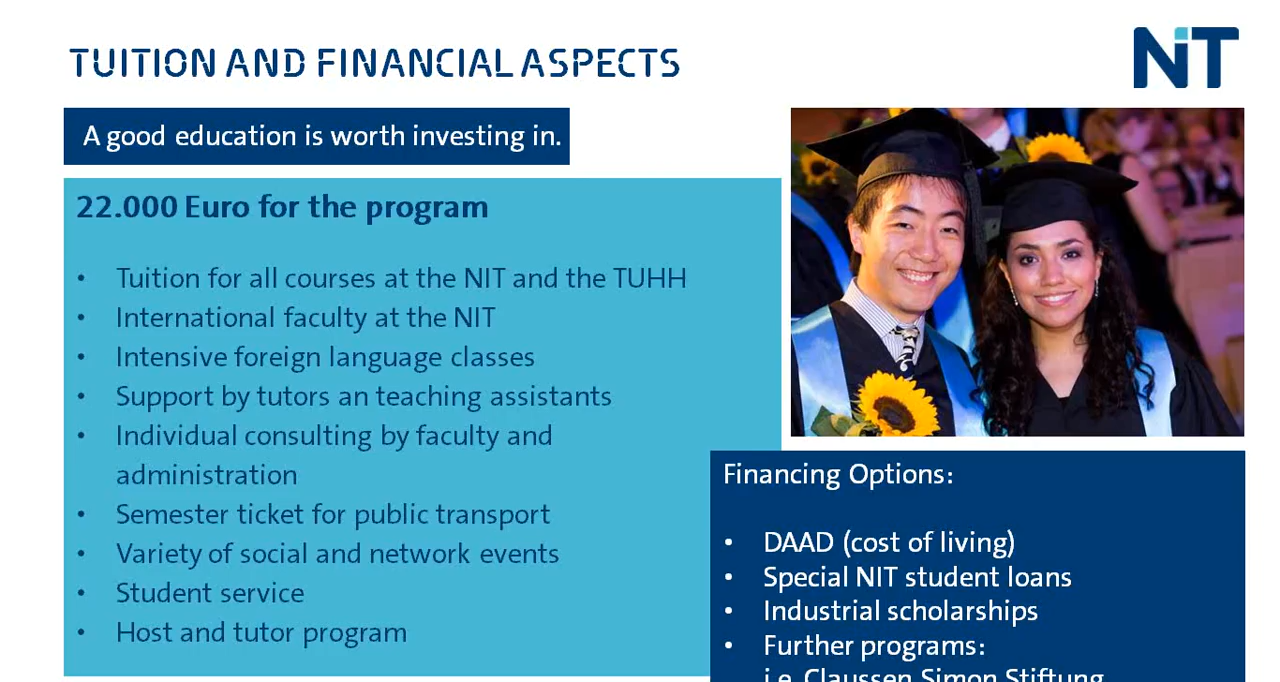 TUITION AND FINANCIAL ASPECTS
NiT
A good education is worth investing in.
22.000 Euro for the program
• Tuition for all courses at the NIT and the TUHH
• International faculty at the NIT
• Intensive foreign language classes
• Support by tutors an teaching assistants
• Individual consulting by faculty and
administration
• Semester ticket for public transport
• Variety of social and network events
• Student service
• Host and tutor program
Financing Options:
• DAAD (cost of living)
• Special NIT student loans
• Industrial scholarships
• Further programs:
i.e. Claussen Simon Stiftung